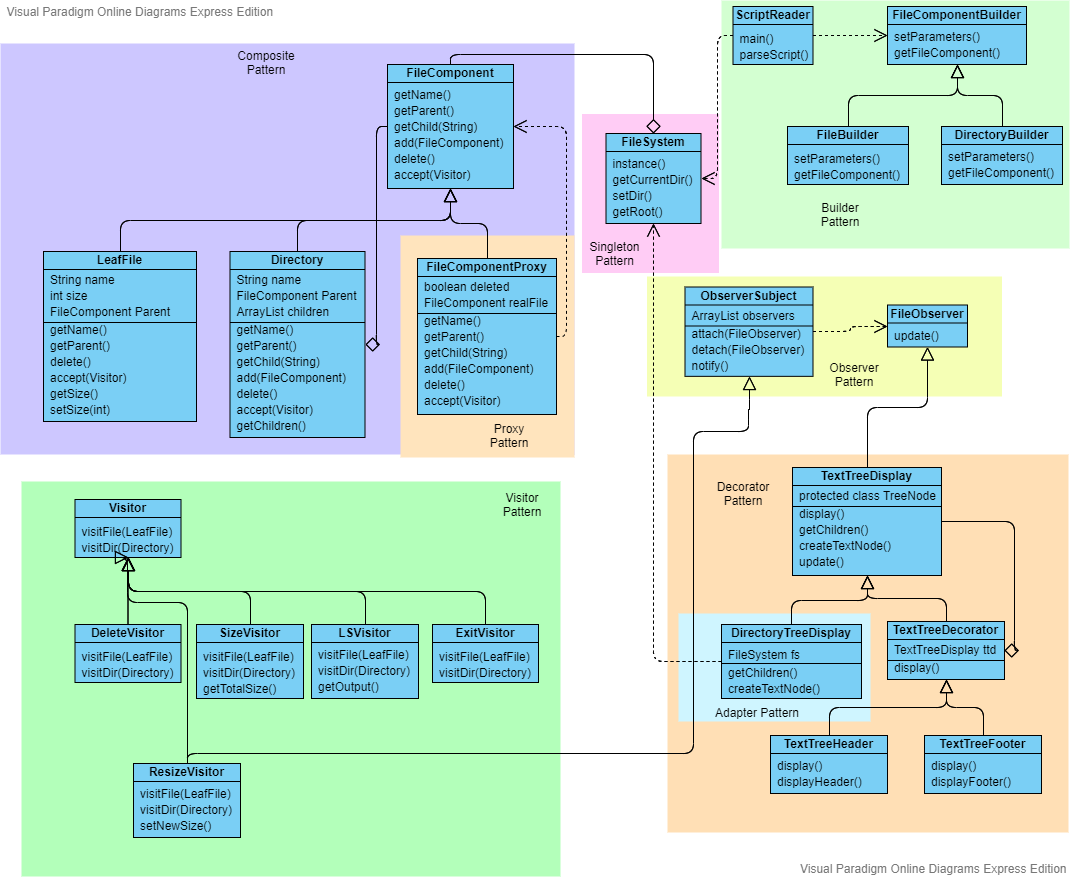 Visual Paradigm Online Diagrams Express Edition
Composite
Pattern
FileComponent
getName()
getParent()
getChild(String)
add(FileComponent)
delete()
accept(Visitor)
LeafFile
String name
int size
FileComponent Parent
getName()
getParent()
delete()
accept(Visitor)
getSize()
setSize(int)
Directory
String name
FileComponent Parent
ArrayList children
getName()
getParent()
getChild(String)
add(FileComponent)
delete()
accept(Visitor)
getChildren()
FileComponentProxy
boolean deleted
FileComponent realFile
getName()
getParent()
getChild(String)
add(FileComponent)
delete()
accept(Visitor)
Proxy
Pattern
FileSystem
instance()
getCurrentDir()
setDir()
getRoot()
Singleton
Pattern
ScriptReader
main()
parseScript()
FileComponentBuilder
setParameters()
getFileComponent()
FileBuilder
setParameters()
getFileComponent()
DirectoryBuilder
setParameters()
getFileComponent()
Builder
Pattern
ObserverSubject
ArrayList observers
attach(FileObserver)
detach(FileObserver)
notify()
FileObserver
update()
Observer
Pattern
Visitor
Pattern
Visitor
visitFile(LeafFile)
visitDir(Directory)
DeleteVisitor
visitFile(LeafFile)
visitDir(Directory)
SizeVisitor
visitFile(LeafFile)
visitDir(Directory)
getTotalSize()
LSVisitor
visitFile(LeafFile)
visitDir(Directory)
getOutput()
ExitVisitor
visitFile(LeafFile)
visitDir(Directory)
ResizeVisitor
visitFile(LeafFile)
visitDir(Directory)
setNewSize()
Decorator
Pattern
TextTreeDisplay
protected class TreeNode
display()
getChildren()
createTextNode()
update()
DirectoryTreeDisplay
FileSystem fs
getChildren()
createTextNode()
Adapter Pattern
TextTreeDecorator
TextTreeDisplay ttd
display()
TextTreeHeader
display()
displayHeader()
TextTreeFooter
display()
displayFooter()
Visual Paradigm Online Diagrams Express Edition